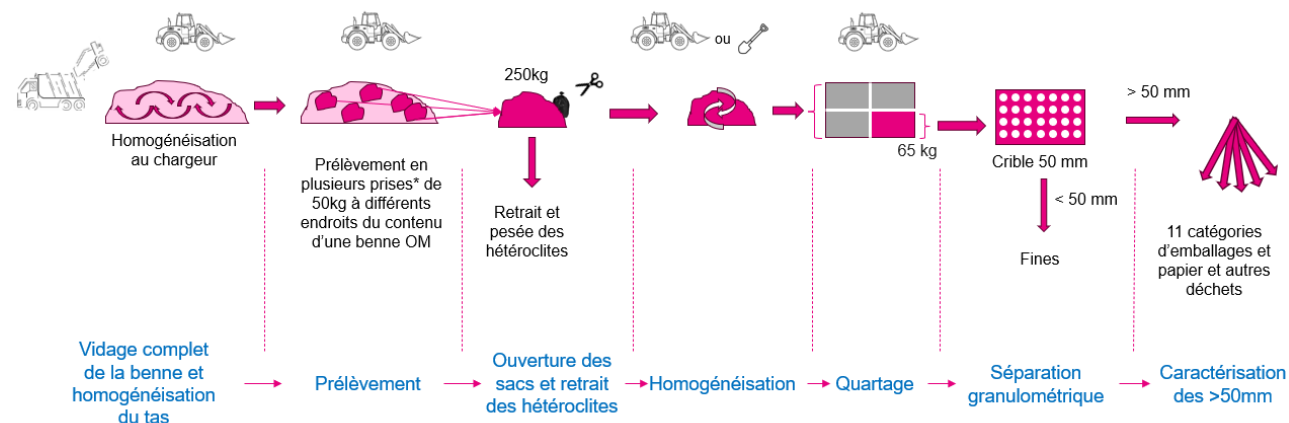 ou
250kg
> 50 mm
Homogénéisation
au chargeur
65 kg
Crible 50 mm
Prélèvement en
plusieurs prises* de
50kg à différents
endroits du contenu
d'une benne OM
< 50 mm
Retrait et
pesée des
hétéroclites
Fines
11 catégories
d'emballages et
papier et autres
déchets
Vidage complet
de la benne et
homogénéisation
du tas
Prélèvement
Ouverture des
sacs et retrait
des hétéroclites
Homogénéisation
Quartage
Séparation
granulométrique
Caractérisation
des >50mm